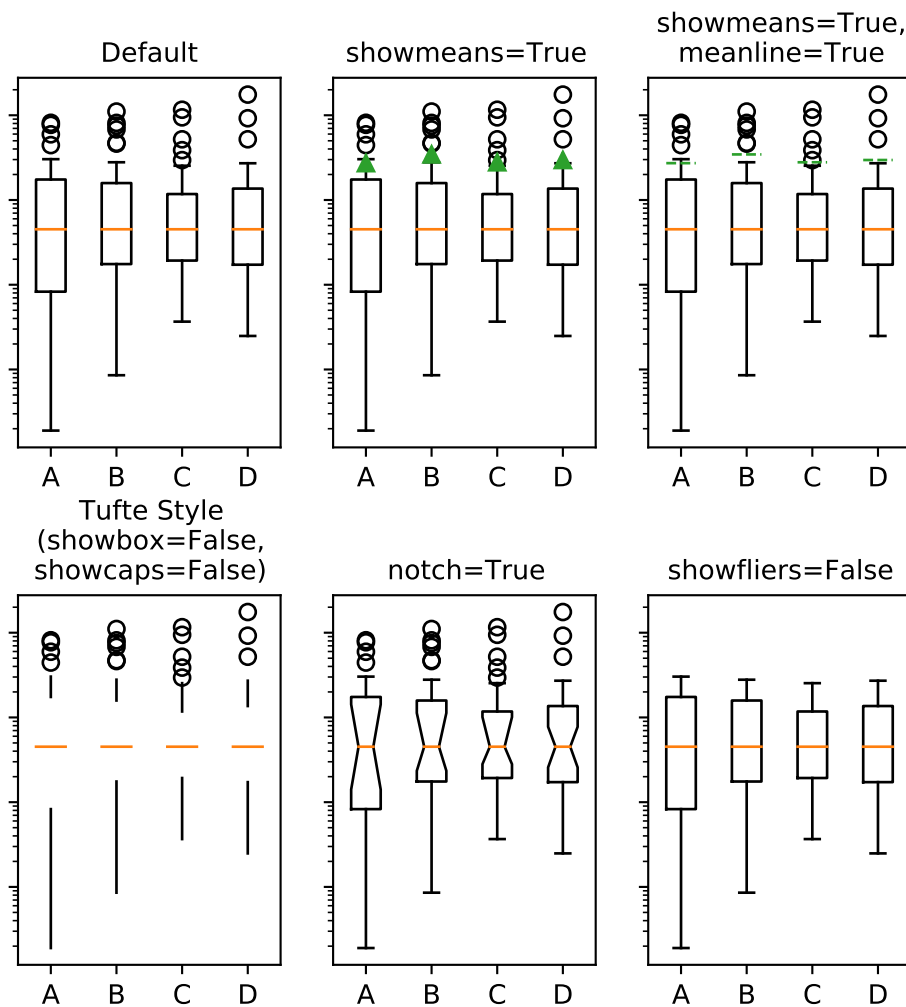 Default
showmeans=True
showmeans=True,
meanline=True
A B C D
A B C D
A B C D
Tufte Style
(showbox=False,
showcaps=False)
notch=True
showfliers=False
A B C D
A B C D
A B C D